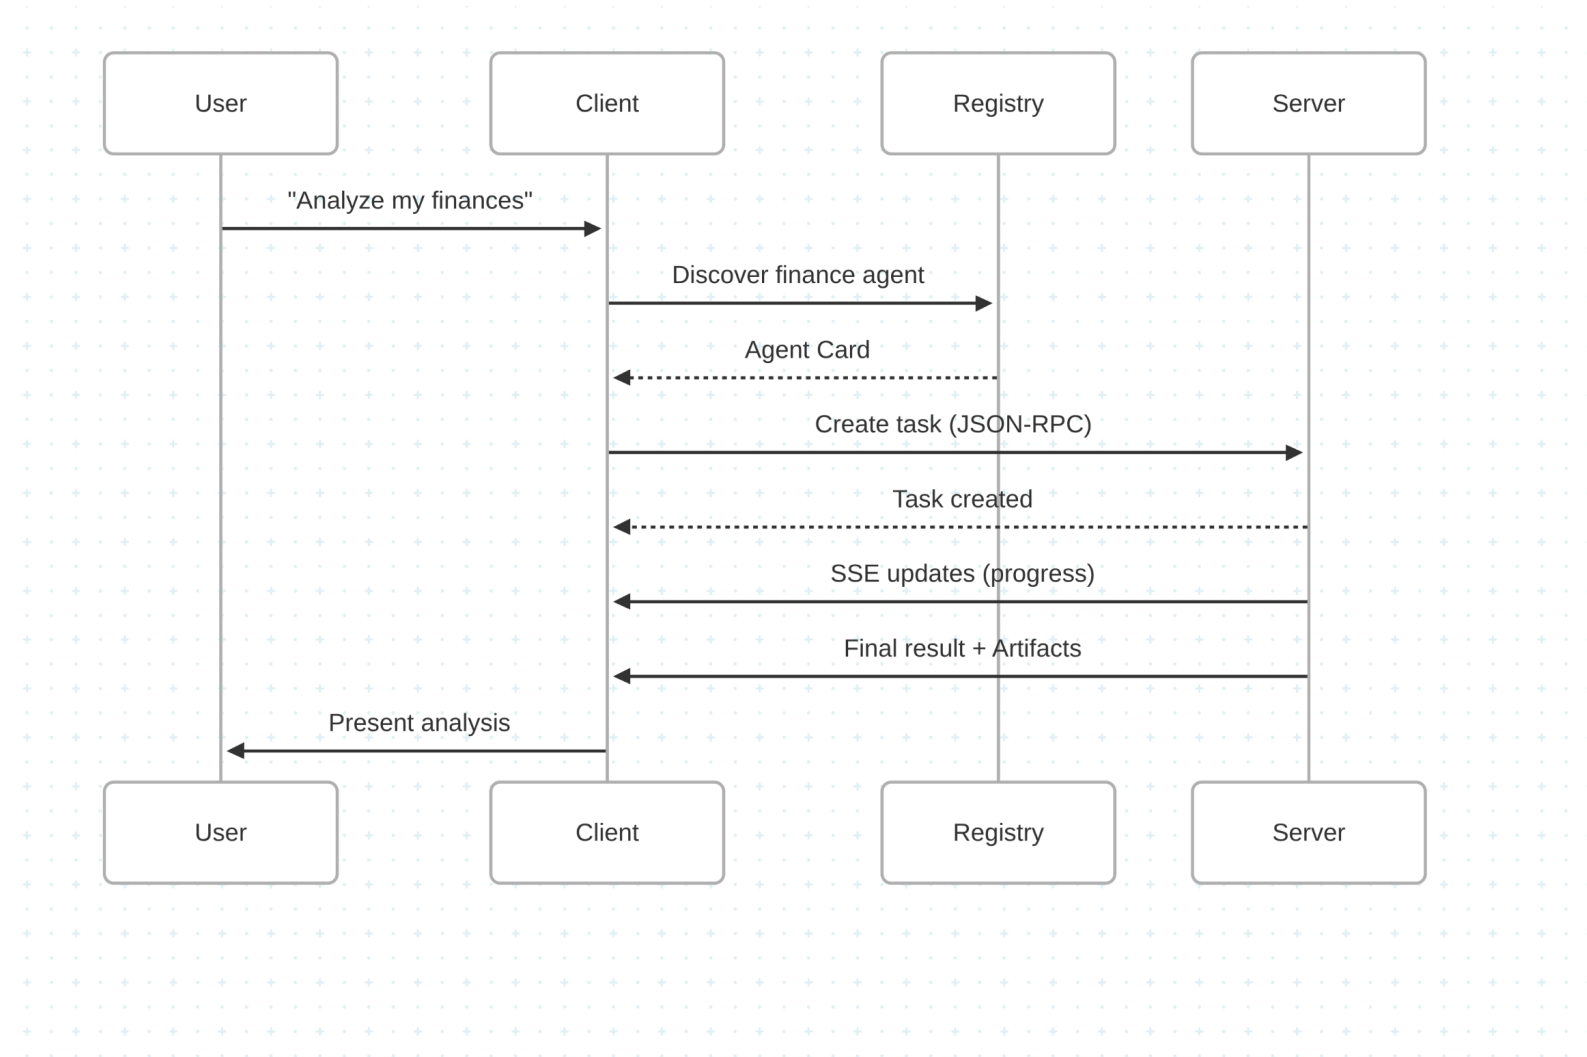 User
Client
Registry
Server
"Analyze my finances"
Discover finance agent
Agent Card
Create task (JSON-RPC)
Task created
SSE updates (progress)
Final result + Artifacts
Present analysis
User
Client
Registry
Server